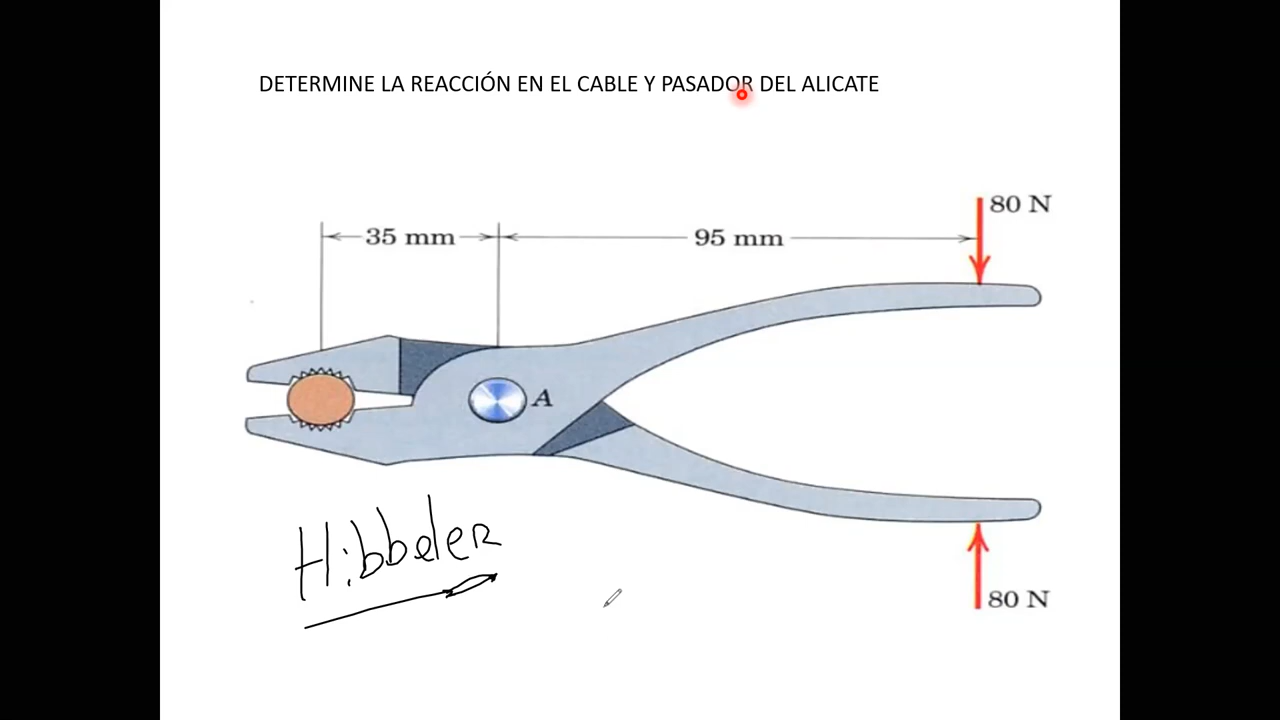 DETERMINE LA REACCIÓN EN EL CABLE Y PASADOR DEL ALICATE
80 N
35 mm
95 mm
A
Hibbeler
80 N